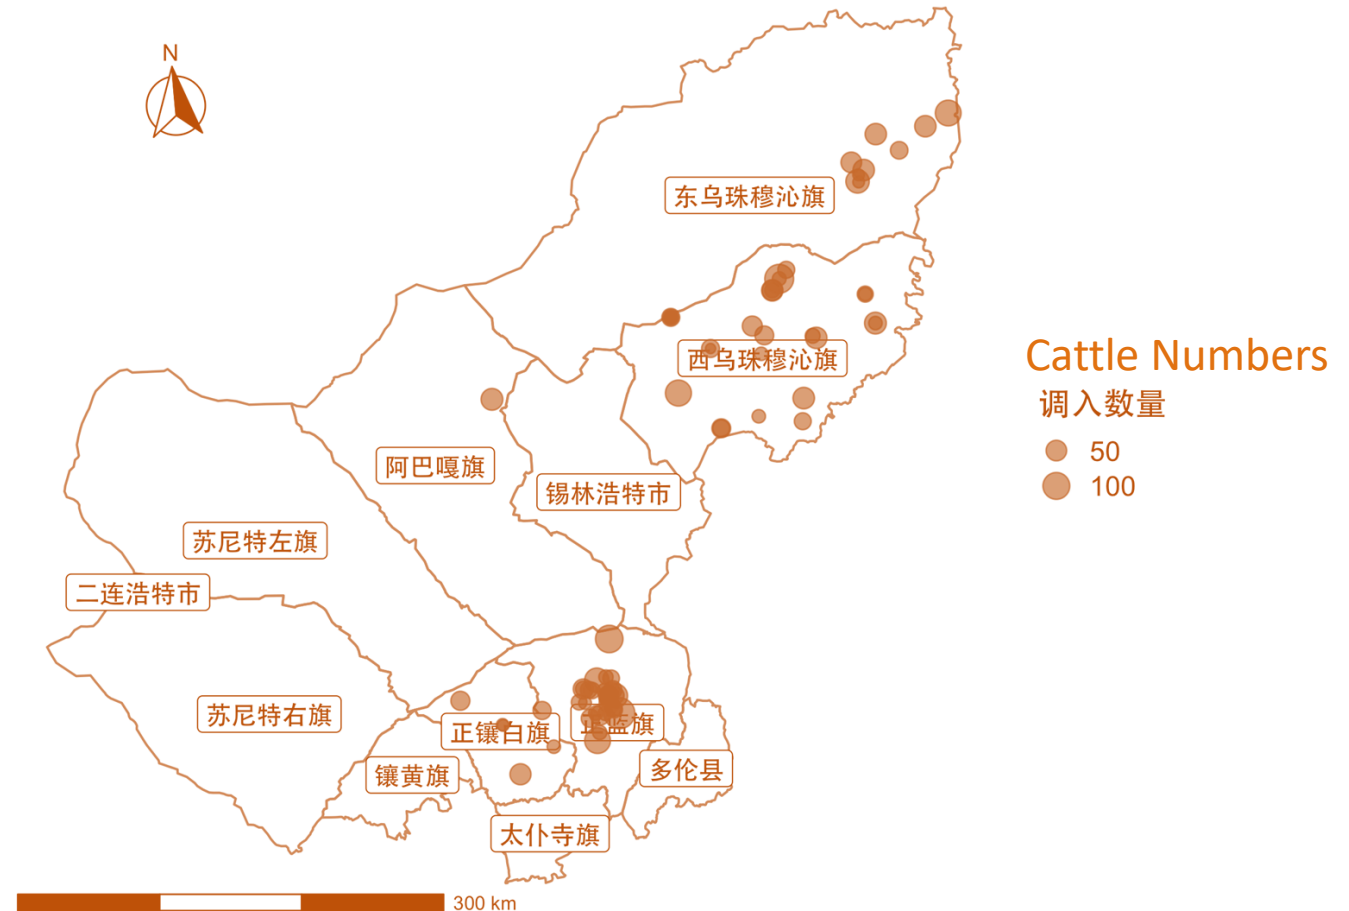 N
东乌珠穆沁旗
西乌珠穆沁旗
Cattle Numbers
调入数量
50
100
阿巴嘎旗
锡林浩特市
苏尼特左旗
二连浩特市
苏尼特右旗
正镶白旗
正蓝旗
镶黄旗
多伦县
太仆寺旗
300 km